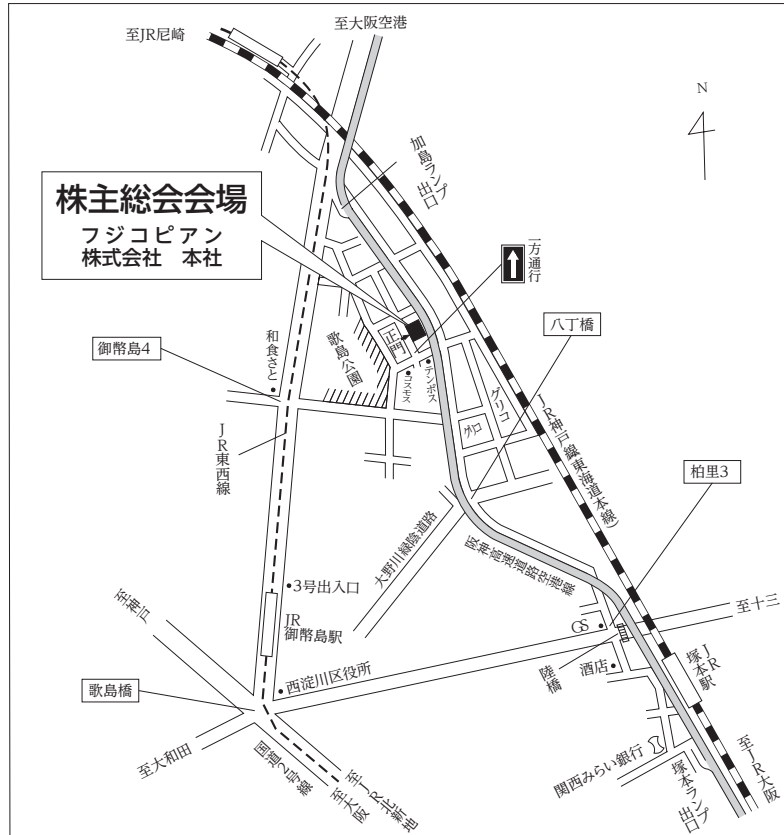 至JR尼崎
至大阪空港
N
加島ランプ
出口
株主総会会場
フジコピアン
株式会社　本社
一方通行
八丁橋
御幣島4
和食さと
歌島公園
正門
コスモス
テンポス
グリコ
グリコ
JR神戸線(東海道本線)
JR東西線
柏里3
大野川緑陰道路
阪神高速道路空港線
3号出入口
JR
御幣島駅
至神戸
至十三
GS
陸橋
酒店
JR
塚本駅
西淀川区役所
歌島橋
至大和田
国道2号線
至大阪
至JR北新地
関西みらい銀行
塚本ランプ
出口
至JR大阪